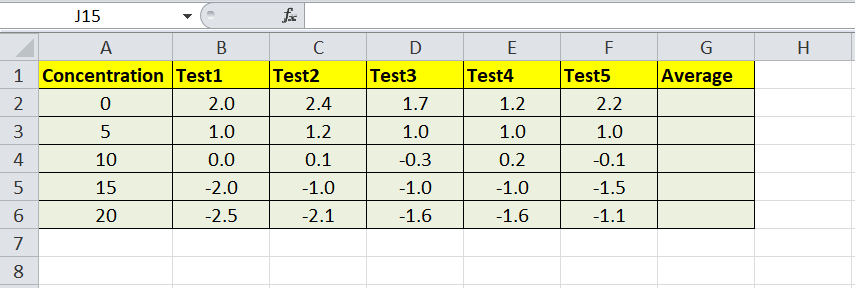 J15 fx
A B C D E F G H
1 Concentration Test1 Test2 Test3 Test4 Test5 Average
2 0 2.0 2.4 1.7 1.2 2.2
3 5 1.0 1.2 1.0 1.0 1.0
4 10 0.0 0.1 -0.3 0.2 -0.1
5 15 -2.0 -1.0 -1.0 -1.0 -1.5
6 20 -2.5 -2.1 -1.6 -1.6 -1.1
7
8